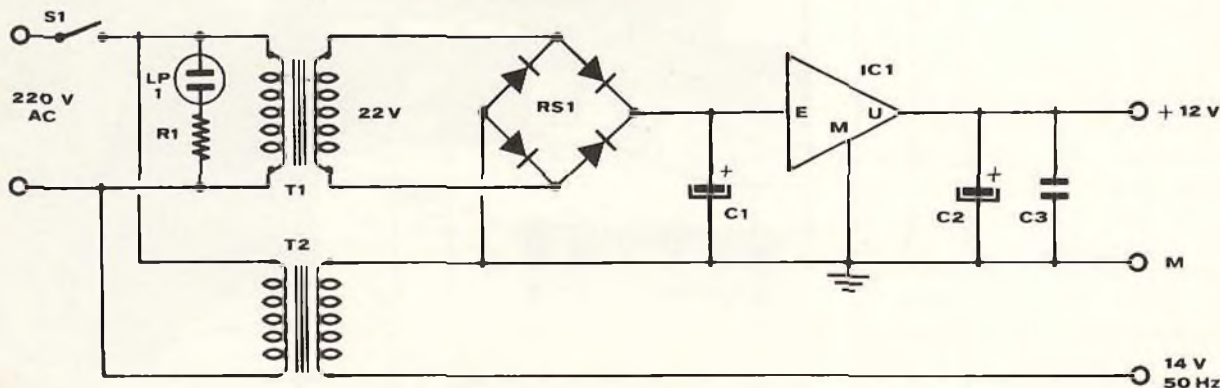 S1
220 V
AC
LP
1
R1
T1
22 V
RS1
C1
IC1
E
M
U
C2
C3
+ 12 V
M
T2
14 V
50 Hz
+
+